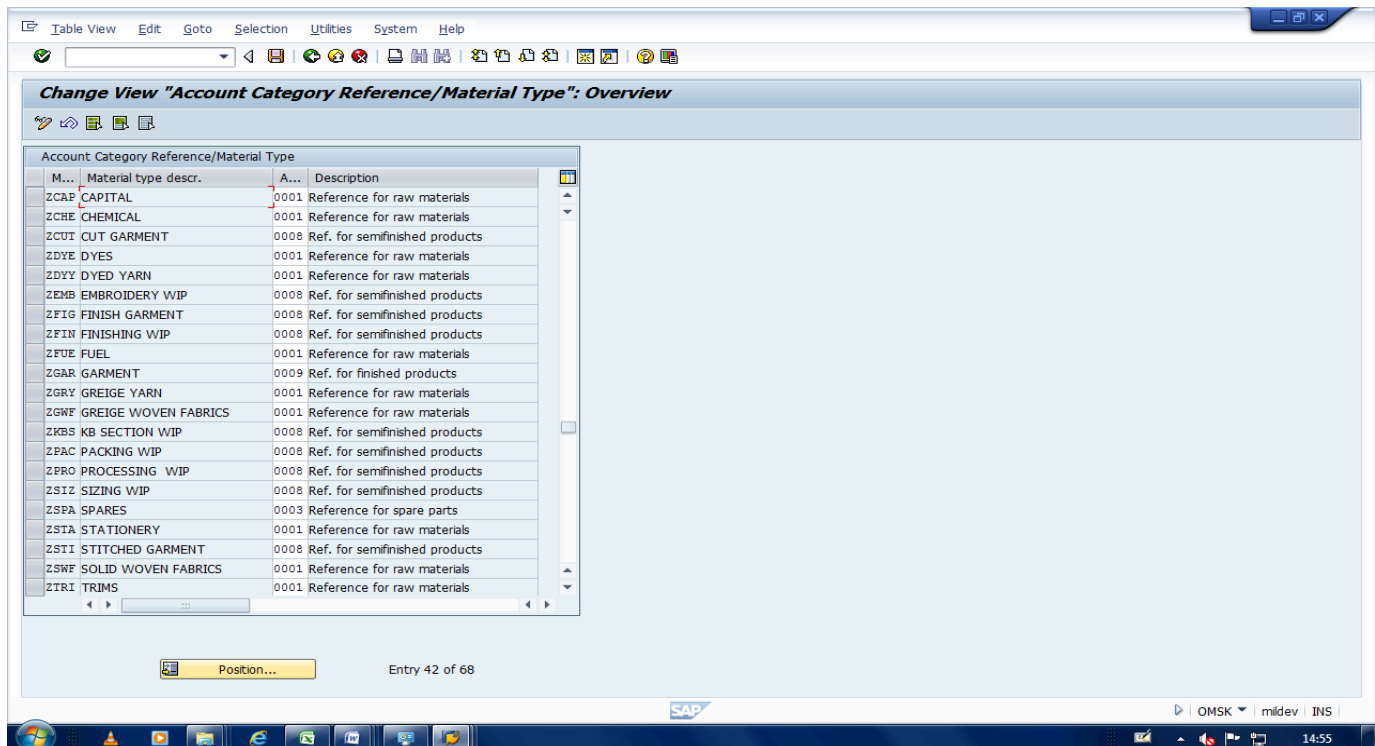 Table View Edit Goto Selection Utilities System Help
Change View "Account Category Reference/Material Type": Overview
Account Category Reference/Material Type
M... Material type descr. A... Description
ZCAP CAPITAL 0001 Reference for raw materials
ZCHE CHEMICAL 0001 Reference for raw materials
ZCUT CUT GARMENT 0008 Ref. for semifinished products
ZDYE DYES 0001 Reference for raw materials
ZDYY DYED YARN 0001 Reference for raw materials
ZEMB EMBROIDERY WIP 0008 Ref. for semifinished products
ZFIG FINISH GARMENT 0008 Ref. for semifinished products
ZFIN FINISHING WIP 0008 Ref. for semifinished products
ZFUE FUEL 0001 Reference for raw materials
ZGAR GARMENT 0009 Ref. for finished products
ZGRY GREIGE YARN 0001 Reference for raw materials
ZGWF GREIGE WOVEN FABRICS 0001 Reference for raw materials
ZKBS KB SECTION WIP 0008 Ref. for semifinished products
ZPAC PACKING WIP 0008 Ref. for semifinished products
ZPRO PROCESSING WIP 0008 Ref. for semifinished products
ZSIZ SIZING WIP 0008 Ref. for semifinished products
ZSPA SPARES 0003 Reference for spare parts
ZSTA STATIONERY 0001 Reference for raw materials
ZSTI STITCHED GARMENT 0008 Ref. for semifinished products
ZSWF SOLID WOVEN FABRICS 0001 Reference for raw materials
ZTRI TRIMS 0001 Reference for raw materials
Position... Entry 42 of 68
SAP OMSK mildev INS
14:55